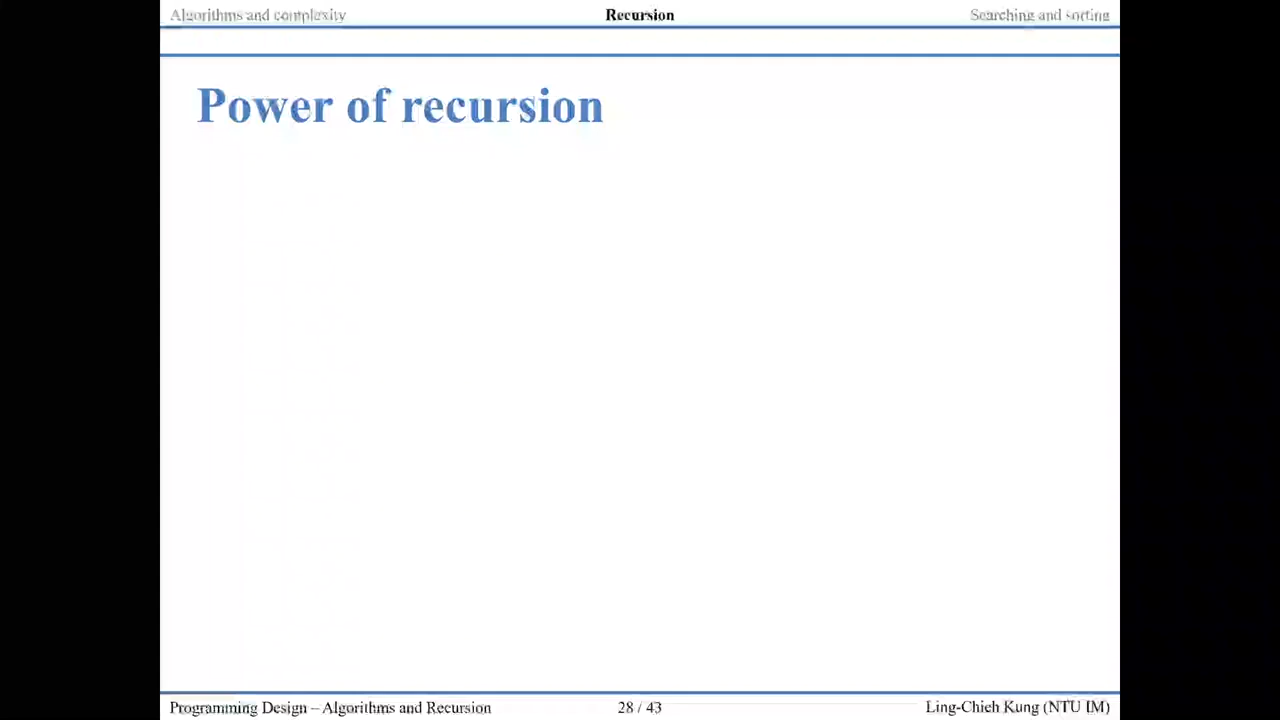 Algorithms and complexity
Recursion
Searching and sorting
Power of recursion
Programming Design – Algorithms and Recursion
28 / 43
Ling-Chieh Kung (NTU IM)